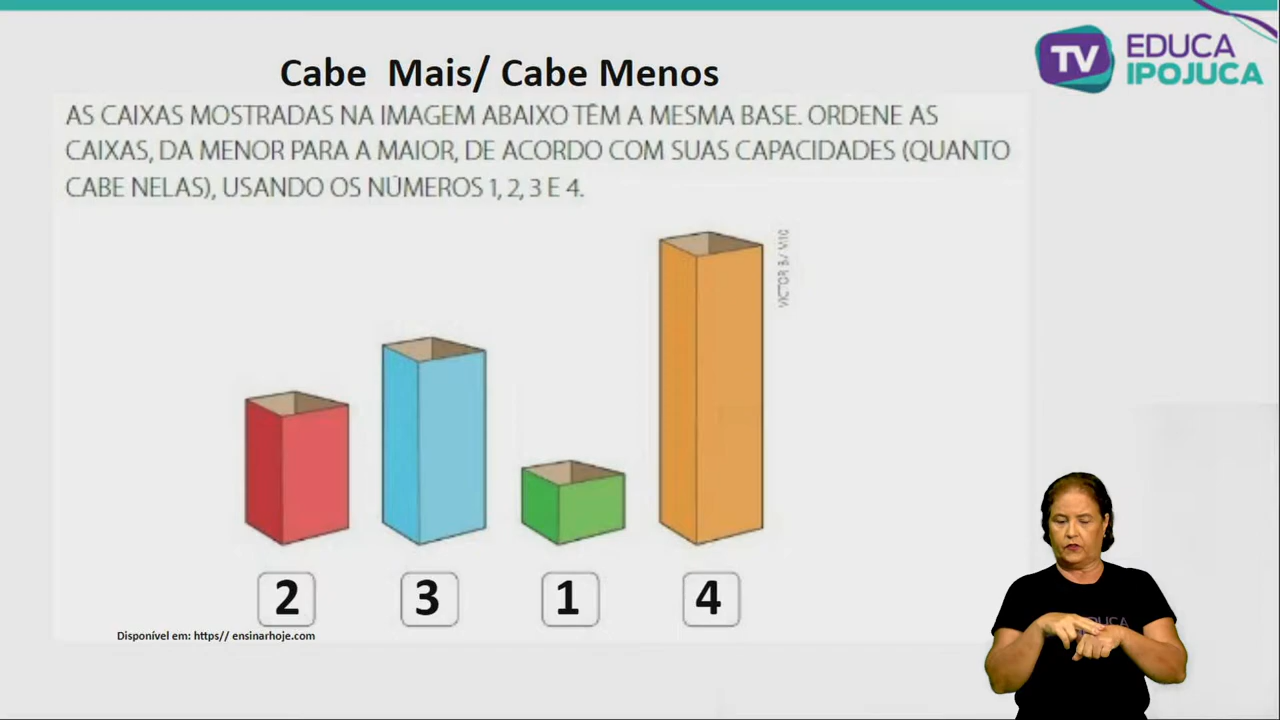 TV EDUCA
IPOJUCA
Cabe Mais/ Cabe Menos
AS CAIXAS MOSTRADAS NA IMAGEM ABAIXO TÊM A MESMA BASE. ORDENE AS
CAIXAS, DA MENOR PARA A MAIOR, DE ACORDO COM SUAS CAPACIDADES (QUANTO
CABE NELAS), USANDO OS NÚMEROS 1, 2, 3 E 4.
2 3 1 4
Disponível em: https// ensinarhoje.com